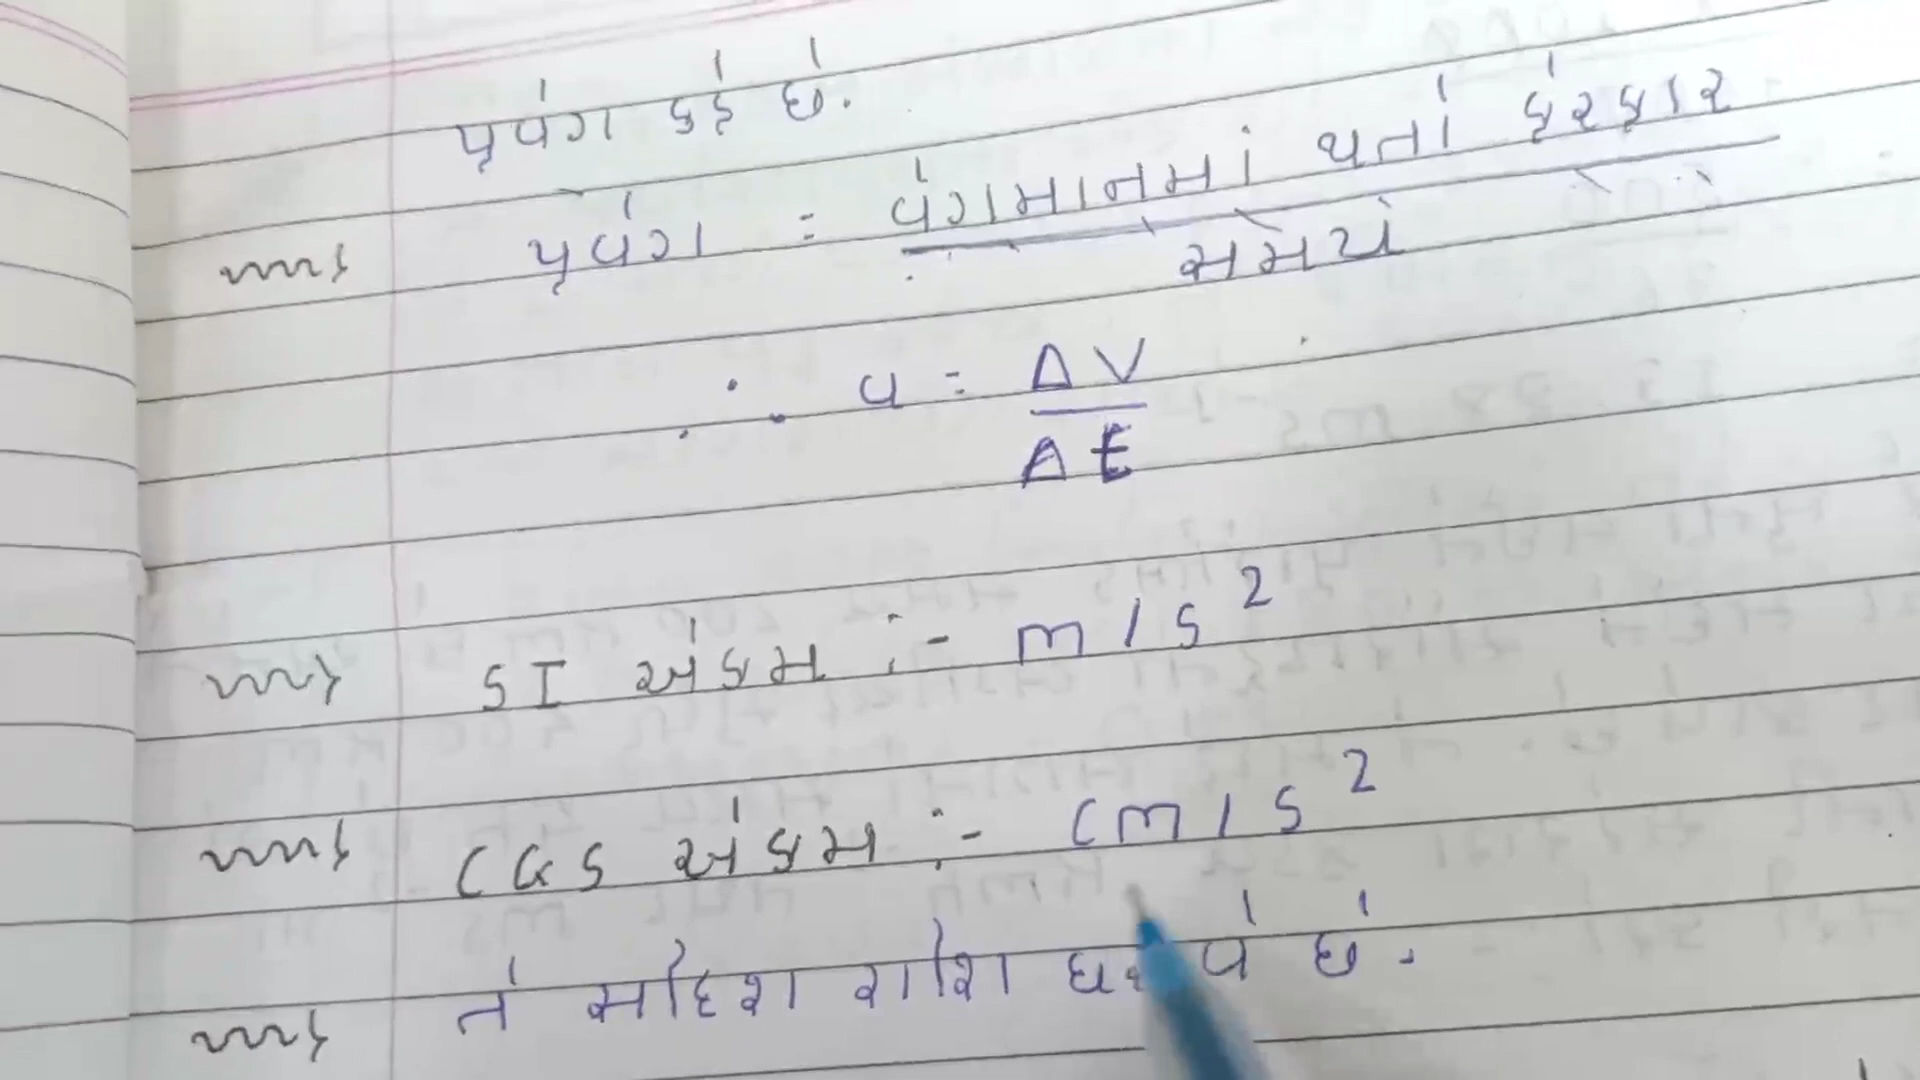 પ્રવેગ કહે છે.
પ્રવેગ = વેગમાનમાં થતો ફેરફાર
સમય
∴ a = ΔV
Δt
SI એકમ :- m/s²
CGS એકમ :- cm/s²
તે સદિશ રાશિ છે.